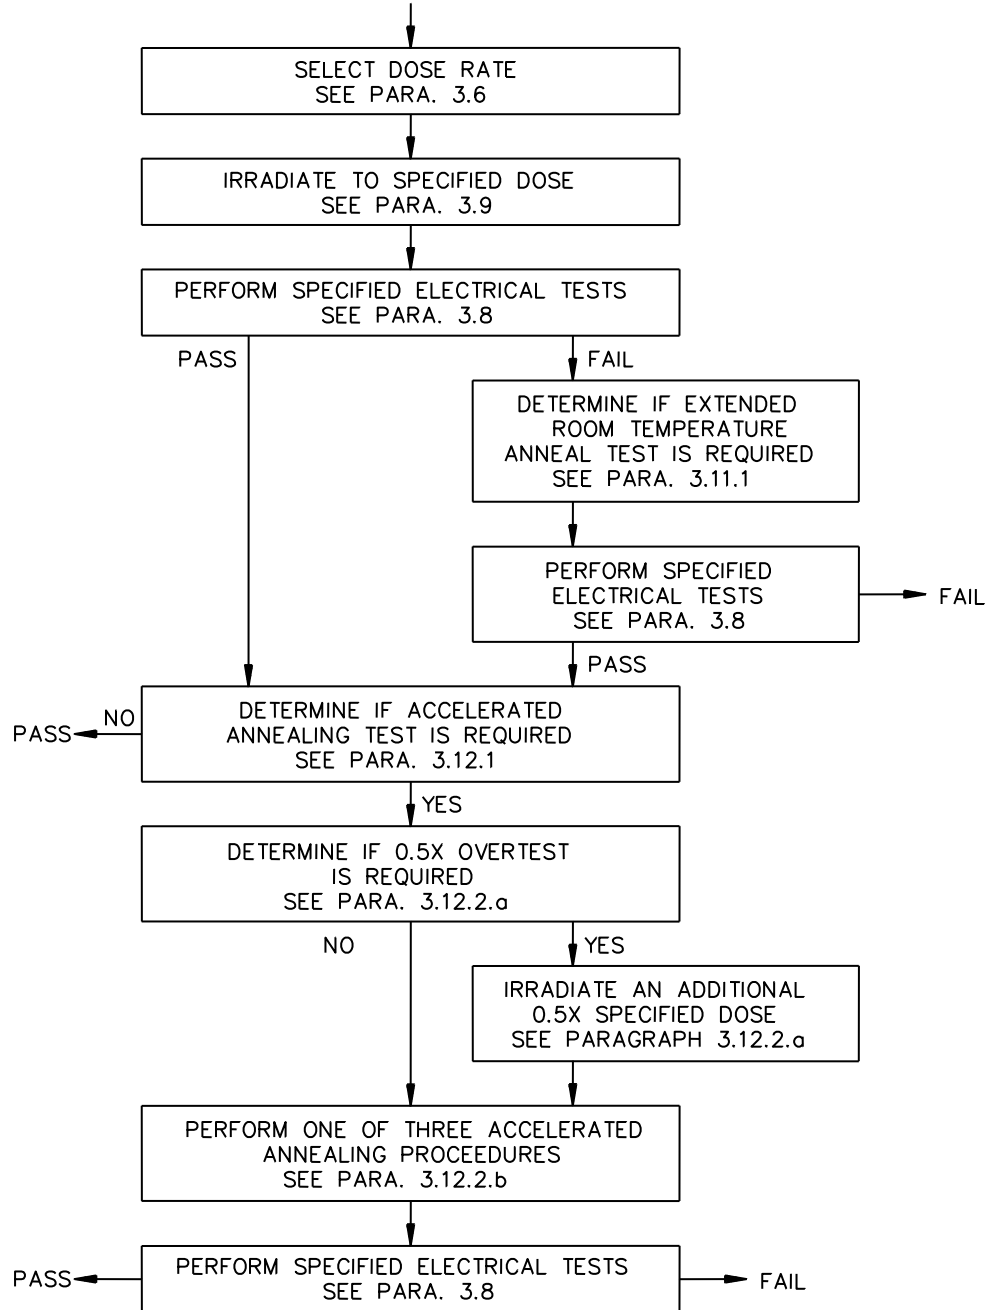 SELECT DOSE RATE
SEE PARA. 3.6
IRRADIATE TO SPECIFIED DOSE
SEE PARA. 3.9
PERFORM SPECIFIED ELECTRICAL TESTS
SEE PARA. 3.8
PASS
FAIL
DETERMINE IF EXTENDED
ROOM TEMPERATURE
ANNEAL TEST IS REQUIRED
SEE PARA. 3.11.1
PERFORM SPECIFIED
ELECTRICAL TESTS
SEE PARA. 3.8
FAIL
PASS
DETERMINE IF ACCELERATED
ANNEALING TEST IS REQUIRED
SEE PARA. 3.12.1
NO
PASS
YES
DETERMINE IF 0.5X OVERTEST
IS REQUIRED
SEE PARA. 3.12.2.a
NO
YES
IRRADIATE AN ADDITIONAL
0.5X SPECIFIED DOSE
SEE PARAGRAPH 3.12.2.a
PERFORM ONE OF THREE ACCELERATED
ANNEALING PROCEEDURES
SEE PARA. 3.12.2.b
PERFORM SPECIFIED ELECTRICAL TESTS
SEE PARA. 3.8
PASS
FAIL